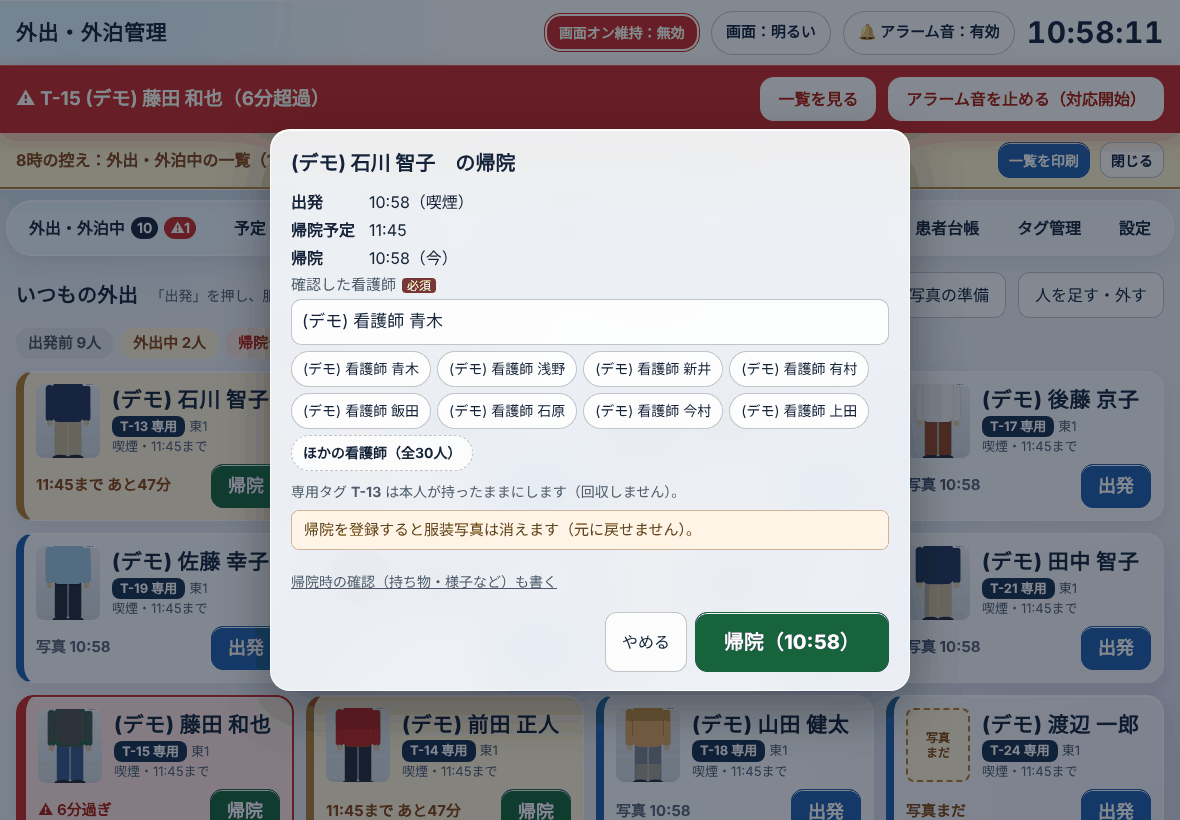 外出・外泊管理
画面オン維持：無効
画面：明るい
🔔 アラーム音：有効
10:58:11
⚠ T-15 (デモ) 藤田 和也（6分超過）
一覧を見る
アラーム音を止める（対応開始）
8時の控え：外出・外泊中の一覧
一覧を印刷
閉じる
外出・外泊中 10 ⚠1
予定
患者台帳
タグ管理
設定
いつもの外出
「出発」を押し、
写真の準備
人を足す・外す
出発前 9人
外出中 2人
帰院
(デモ) 石川 智子　の帰院
出発 10:58（喫煙）
帰院予定 11:45
帰院 10:58（今）
確認した看護師 必須
(デモ) 看護師 青木
(デモ) 看護師 青木
(デモ) 看護師 浅野
(デモ) 看護師 新井
(デモ) 看護師 有村
(デモ) 看護師 飯田
(デモ) 看護師 石原
(デモ) 看護師 今村
(デモ) 看護師 上田
ほかの看護師（全30人）
専用タグ T-13 は本人が持ったままにします（回収しません）。
帰院を登録すると服装写真は消えます（元に戻せません）。
帰院時の確認（持ち物・様子など）も書く
やめる
帰院（10:58）
(デモ) 石川 智子
T-13 専用 東1
喫煙・11:45まで
11:45まで あと47分
帰院
(デモ) 後藤 京子
T-17 専用 東1
喫煙・11:45まで
写真 10:58
出発
(デモ) 佐藤 幸子
T-19 専用 東1
喫煙・11:45まで
写真 10:58
出発
(デモ) 田中 智子
T-21 専用 東1
喫煙・11:45まで
写真 10:58
出発
(デモ) 藤田 和也
T-15 専用 東1
喫煙・11:45まで
⚠ 6分過ぎ
帰院
(デモ) 前田 正人
T-14 専用 東1
喫煙・11:45まで
11:45まで あと47分
帰院
(デモ) 山田 健太
T-18 専用 東1
喫煙・11:45まで
写真 10:58
出発
写真
まだ
(デモ) 渡辺 一郎
T-24 専用 東1
喫煙・11:45まで
写真まだ
出発